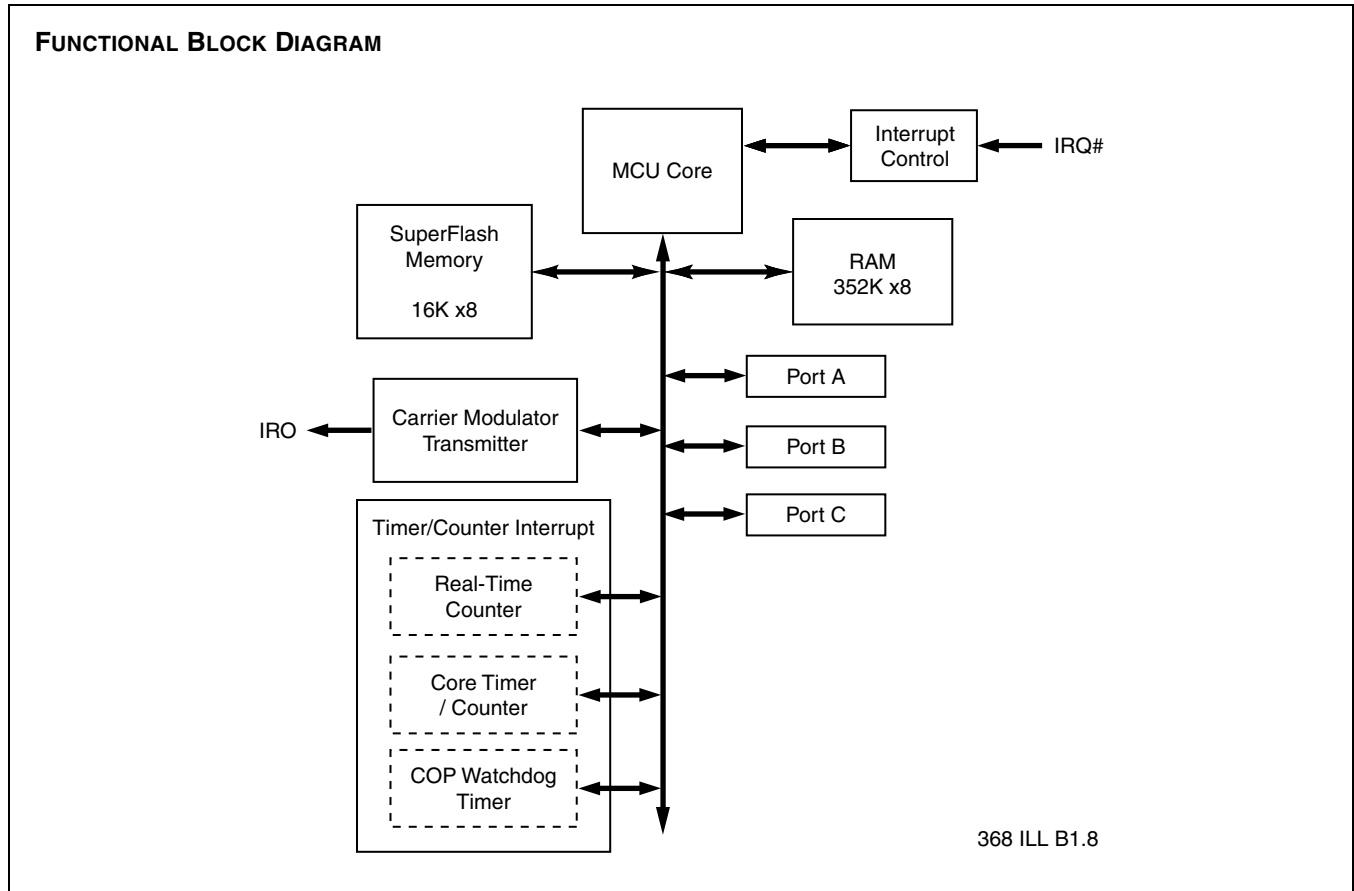 FUNCTIONAL BLOCK DIAGRAM
MCU Core
Interrupt
Control
IRQ#
SuperFlash
Memory
16K x8
RAM
352K x8
Port A
IRO
Carrier Modulator
Transmitter
Port B
Port C
Timer/Counter Interrupt
Real-Time
Counter
Core Timer
/ Counter
COP Watchdog
Timer
368 ILL B1.8